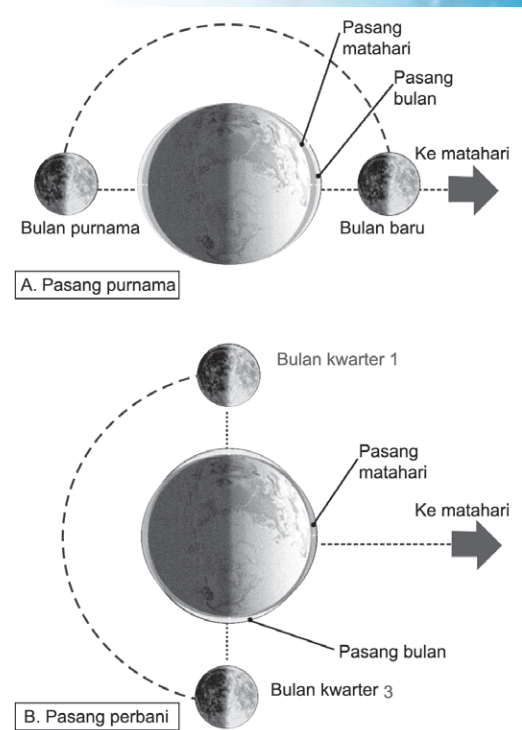 Pasang
matahari
Pasang
bulan
Ke matahari
Bulan purnama
Bulan baru
A. Pasang purnama
Bulan kwarter 1
Pasang
matahari
Ke matahari
Pasang bulan
Bulan kwarter 3
B. Pasang perbani